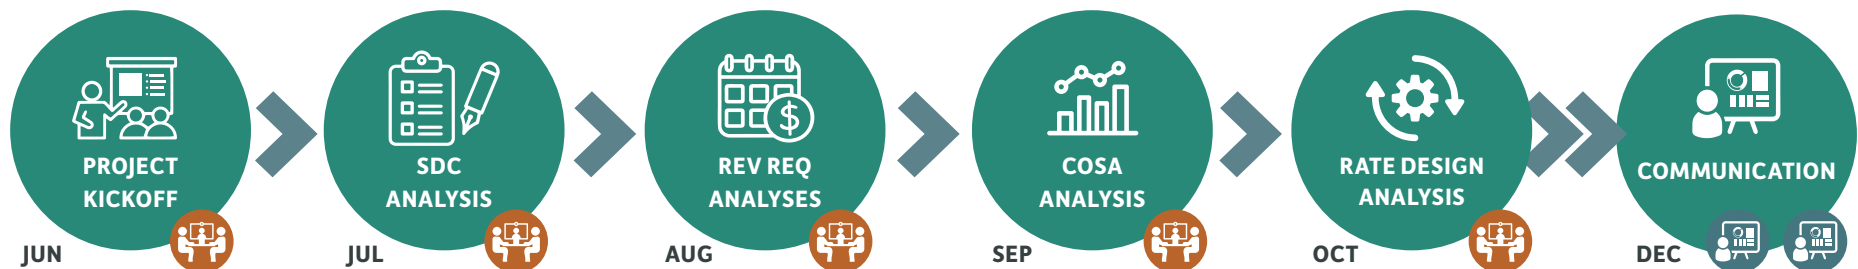 PROJECT
KICKOFF
JUN
SDC
ANALYSIS
JUL
REV REQ
ANALYSES
AUG
COSA
ANALYSIS
SEP
RATE DESIGN
ANALYSIS
OCT
COMMUNICATION
DEC
$